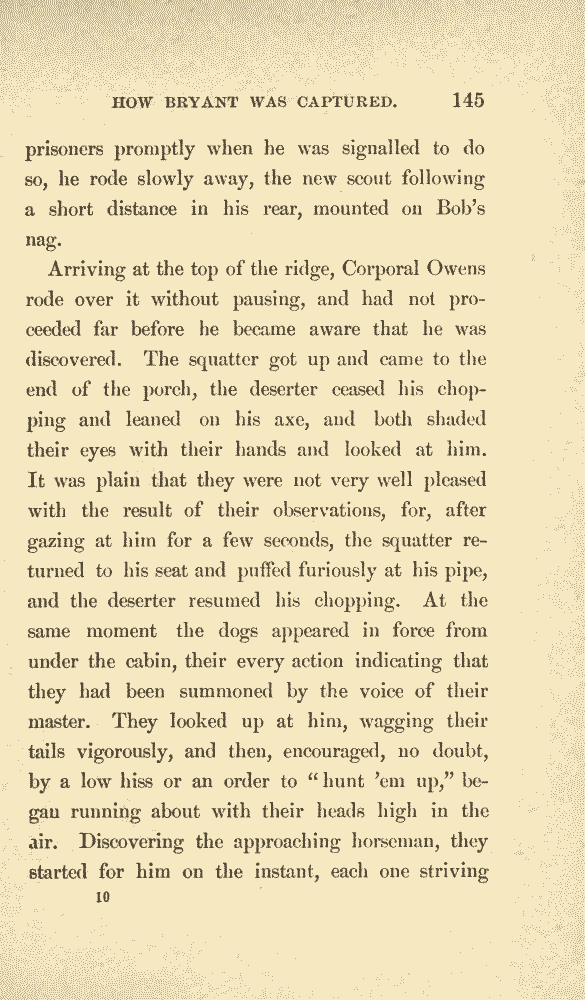 HOW BRYANT WAS CAPTURED. 145
prisoners promptly when he was signalled to do
so, he rode slowly away, the new scout following
a short distance in his rear, mounted on Bob's
nag.
Arriving at the top of the ridge, Corporal Owens
rode over it without pausing, and had not pro-
ceeded far before he became aware that he was
discovered. The squatter got up and came to the
end of the porch, the deserter ceased his chop-
ping and leaned on his axe, and both shaded
their eyes with their hands and looked at him.
It was plain that they were not very well pleased
with the result of their observations, for, after
gazing at him for a few seconds, the squatter re-
turned to his seat and puffed furiously at his pipe,
and the deserter resumed his chopping. At the
same moment the dogs appeared in force from
under the cabin, their every action indicating that
they had been summoned by the voice of their
master. They looked up at him, wagging their
tails vigorously, and then, encouraged, no doubt,
by a low hiss or an order to "hunt 'em up," be-
gan running about with their heads high in the
air. Discovering the approaching horseman, they
started for him on the instant, each one striving
10